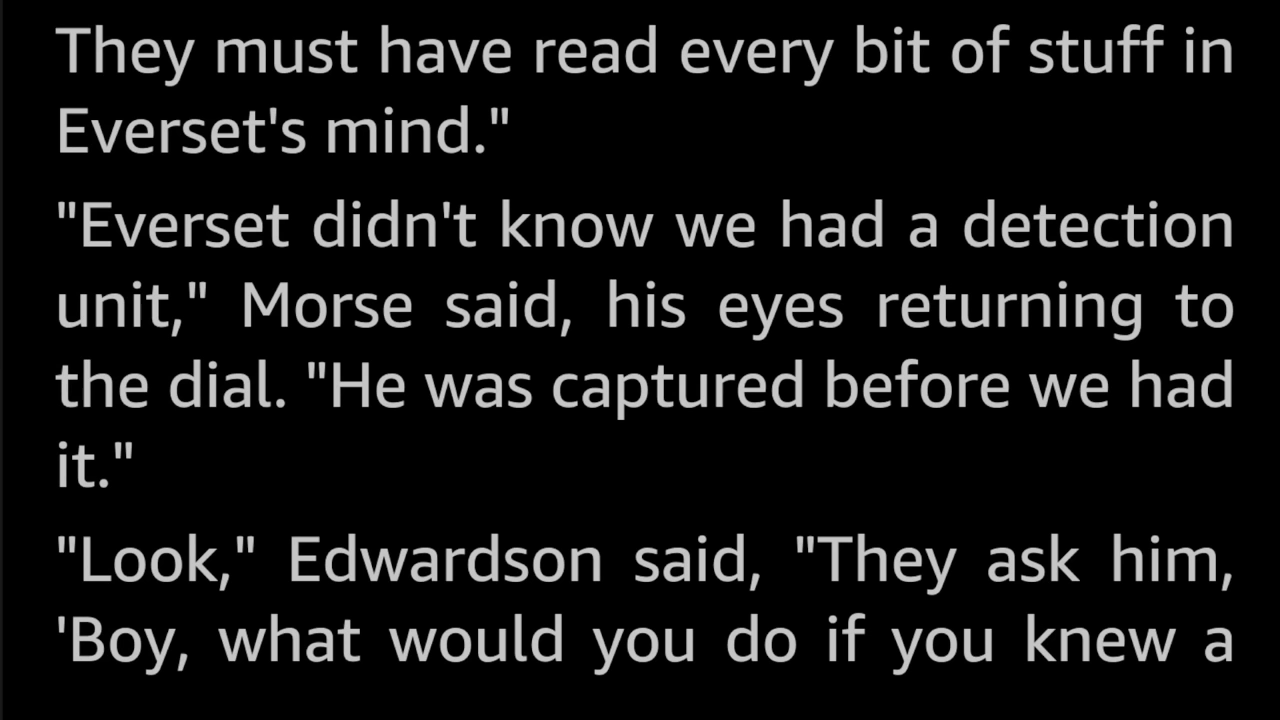 They must have read every bit of stuff in
Everset's mind."
"Everset didn't know we had a detection
unit," Morse said, his eyes returning to
the dial. "He was captured before we had
it."
"Look," Edwardson said, "They ask him,
'Boy, what would you do if you knew a